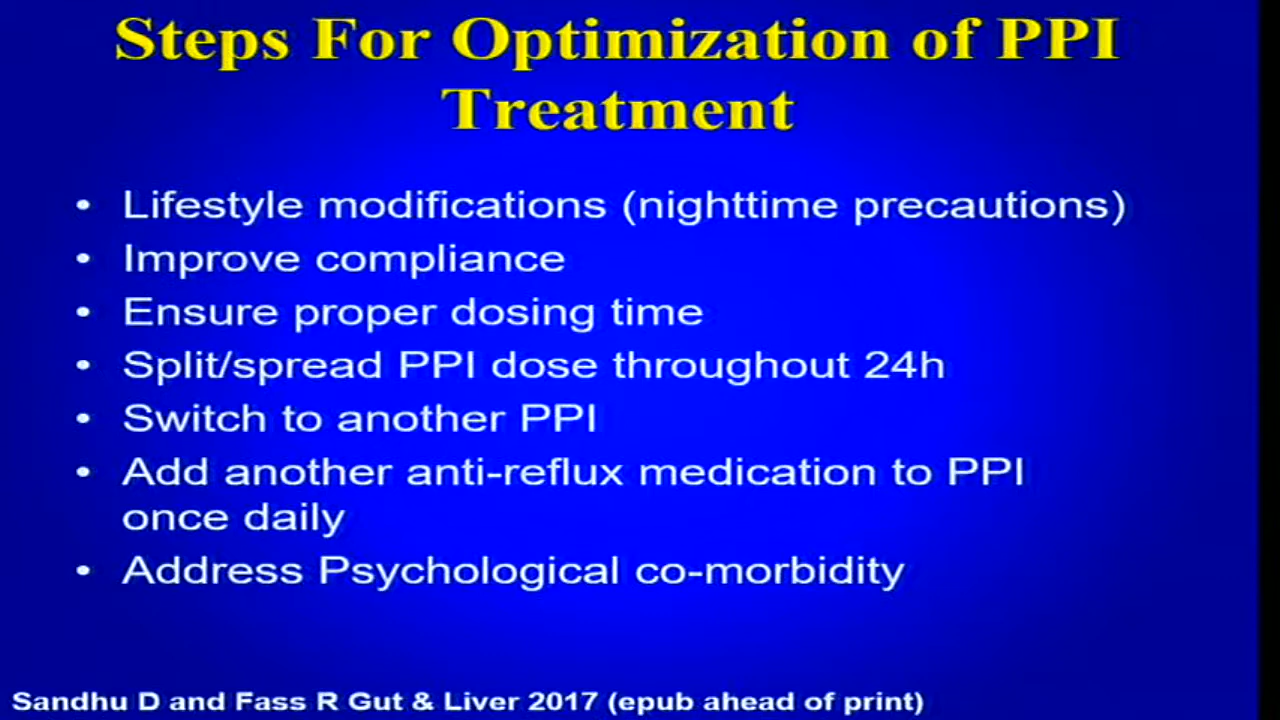 Steps For Optimization of PPI
Treatment
• Lifestyle modifications (nighttime precautions)
• Improve compliance
• Ensure proper dosing time
• Split/spread PPI dose throughout 24h
• Switch to another PPI
• Add another anti-reflux medication to PPI
once daily
• Address Psychological co-morbidity
Sandhu D and Fass R Gut & Liver 2017 (epub ahead of print)